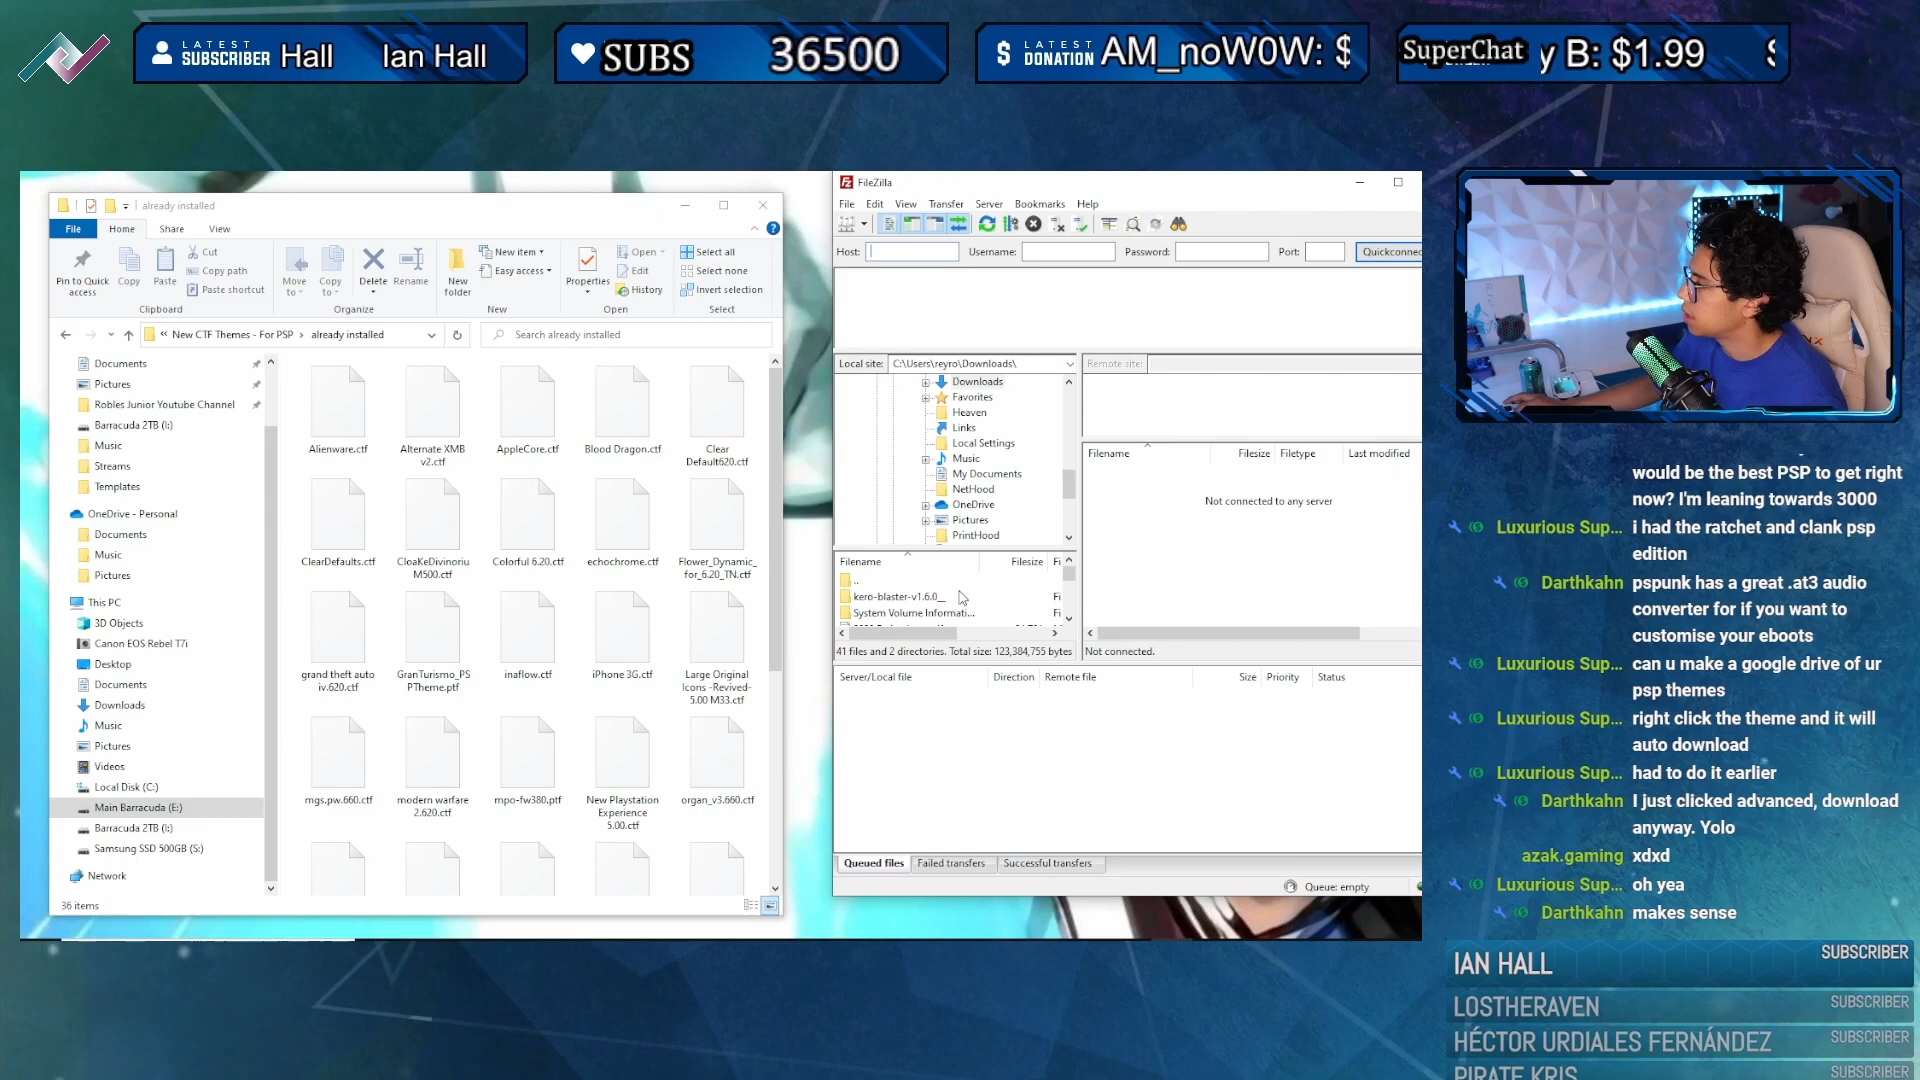 LATEST
SUBSCRIBER
Hall Ian Hall
SUBS 36500
LATEST
DONATION
AM_noW0W: $
SuperChat
y B: $1.99
already installed
File Home Share View
Pin to Quick access
Copy
Paste
Cut
Copy path
Paste shortcut
Clipboard
Move to
Copy to
Delete
Rename
Organize
New folder
New item
Easy access
New
Properties
Open
Edit
History
Open
Select all
Select none
Invert selection
Select
« New CTF Themes - For PSP › already installed
Search already installed
Documents
Pictures
Robles Junior Youtube Channel
Barracuda 2TB (I:)
Music
Streams
Templates
OneDrive - Personal
Documents
Music
Pictures
This PC
3D Objects
Canon EOS Rebel T7i
Desktop
Documents
Downloads
Music
Pictures
Videos
Local Disk (C:)
Main Barracuda (E:)
Barracuda 2TB (I:)
Samsung SSD 500GB (S:)
Network
36 items
Alienware.ctf
Alternate XMB v2.ctf
AppleCore.ctf
Blood Dragon.ctf
Clear Default620.ctf
ClearDefaults.ctf
CloaKeDivinoriuM500.ctf
Colorful 6.20.ctf
echochrome.ctf
Flower_Dynamic_for_6.20_TN.ctf
grand theft auto iv.620.ctf
GranTurismo_PSPTheme.ptf
inaflow.ctf
iPhone 3G.ctf
Large Original Icons -Revived- 5.00 M33.ctf
mgs.pw.660.ctf
modern warfare 2.620.ctf
mpo-fw380.ptf
New Playstation Experience 5.00.ctf
organ_v3.660.ctf
FileZilla
File Edit View Transfer Server Bookmarks Help
Host: Username: Password: Port: Quickconnec
Local site: C:\Users\reyro\Downloads\
Remote site:
Downloads
Favorites
Heaven
Links
Local Settings
Music
My Documents
NetHood
OneDrive
Pictures
PrintHood
Filename Filesize Fi
..
kero-blaster-v1.6.0__ Fi
System Volume Informati... Fi
41 files and 2 directories. Total size: 123,384,755 bytes
Filename Filesize Filetype Last modified
Not connected to any server
Not connected.
Server/Local file Direction Remote file Size Priority Status
Queued files Failed transfers Successful transfers
Queue: empty
would be the best PSP to get right
now? I'm leaning towards 3000
Luxurious Sup... i had the ratchet and clank psp
edition
Darthkahn pspunk has a great .at3 audio
converter for if you want to
customise your eboots
Luxurious Sup... can u make a google drive of ur
psp themes
Luxurious Sup... right click the theme and it will
auto download
Luxurious Sup... had to do it earlier
Darthkahn I just clicked advanced, download
anyway. Yolo
azak.gaming xdxd
Luxurious Sup... oh yea
Darthkahn makes sense
IAN HALL SUBSCRIBER
LOSTHERAVEN SUBSCRIBER
HÉCTOR URDIALES FERNÁNDEZ SUBSCRIBER
PIRATE KRIS SUBSCRIBER